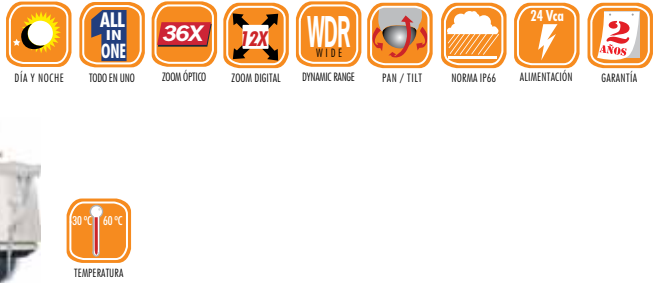 ALL
IN
1 ONE
36X
12X
WDR
WIDE
24 Vca
2
AÑOS
DÍA Y NOCHE
TODO EN UNO
ZOOM ÓPTICO
ZOOM DIGITAL
DYNAMIC RANGE
PAN / TILT
NORMA IP66
ALIMENTACIÓN
GARANTÍA
30 ºC 60 ºC
TEMPERATURA